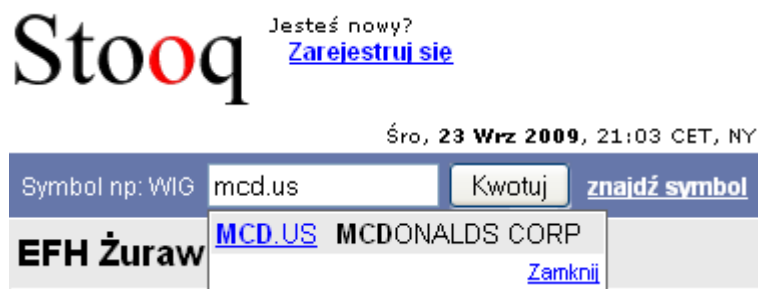 Stooq
Jesteś nowy?
Zarejestruj się
Śro, 23 Wrz 2009, 21:03 CET, NY
Symbol np: WIG mcd.us Kwotuj znajdź symbol
MCD.US MCDONALDS CORP
EFH Żuraw
Zamknij